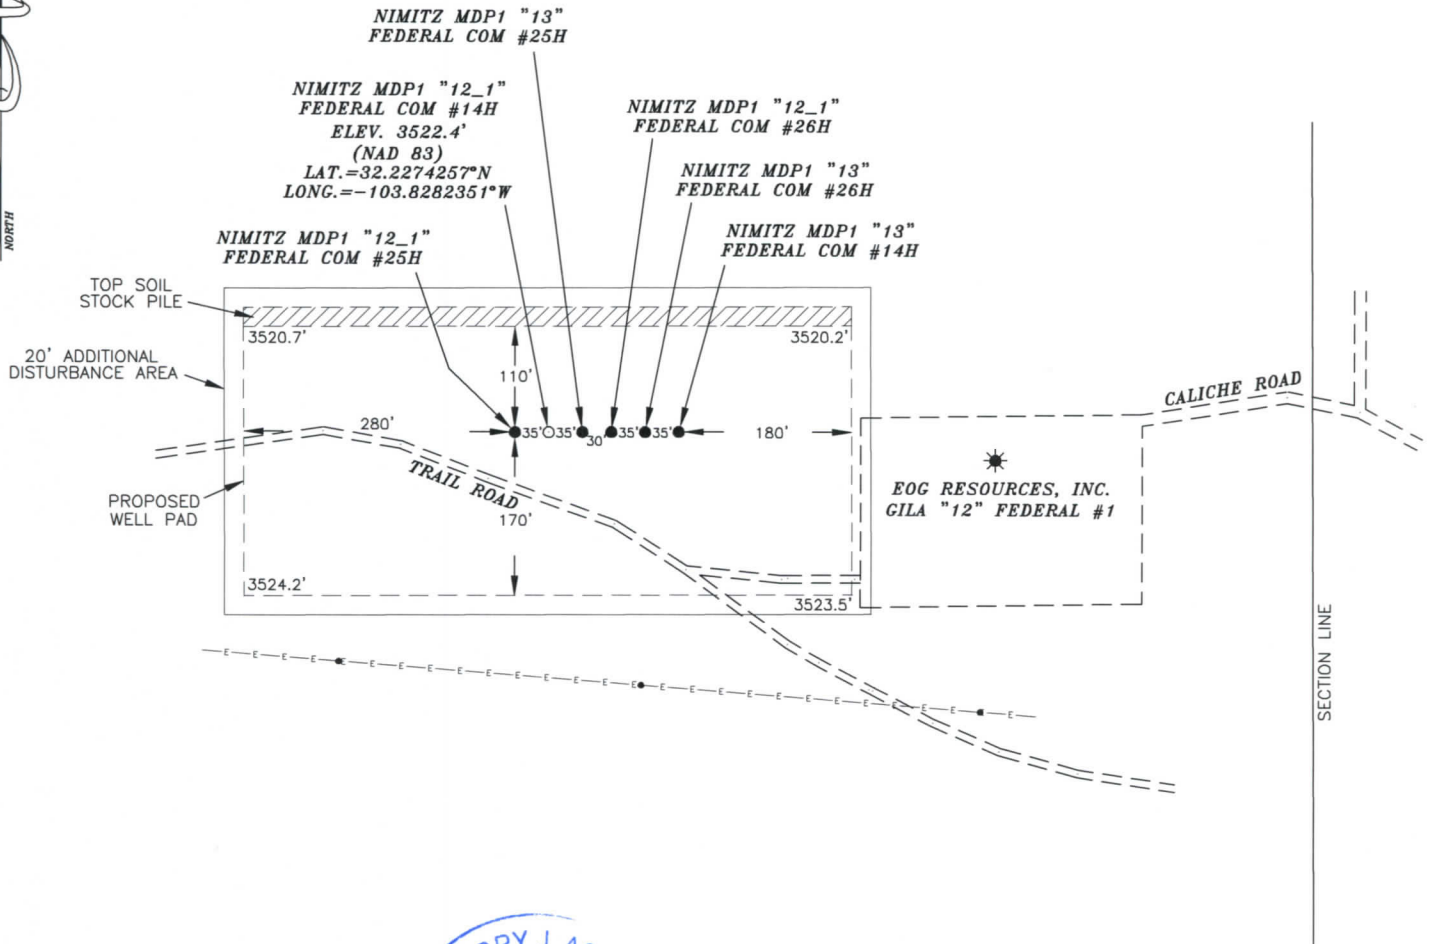 NIMITZ MDP1 "13"
FEDERAL COM #25H
NIMITZ MDP1 "12_1"
FEDERAL COM #14H
ELEV. 3522.4'
(NAD 83)
LAT.=32.2274257°N
LONG.=-103.8282351°W
NIMITZ MDP1 "12_1"
FEDERAL COM #26H
NIMITZ MDP1 "13"
FEDERAL COM #26H
NIMITZ MDP1 "12_1"
FEDERAL COM #25H
NIMITZ MDP1 "13"
FEDERAL COM #14H
NORTH
TOP SOIL
STOCK PILE
3520.7'
3520.2'
20' ADDITIONAL
DISTURBANCE AREA
110'
CALICHE ROAD
280'
35'
35'
30'
35'
35'
180'
TRAIL ROAD
PROPOSED
WELL PAD
170'
EOG RESOURCES, INC.
GILA "12" FEDERAL #1
3524.2'
3523.5'
SECTION LINE
E E E E E E E E E E E E E E E E E E E E E E E E E E E E